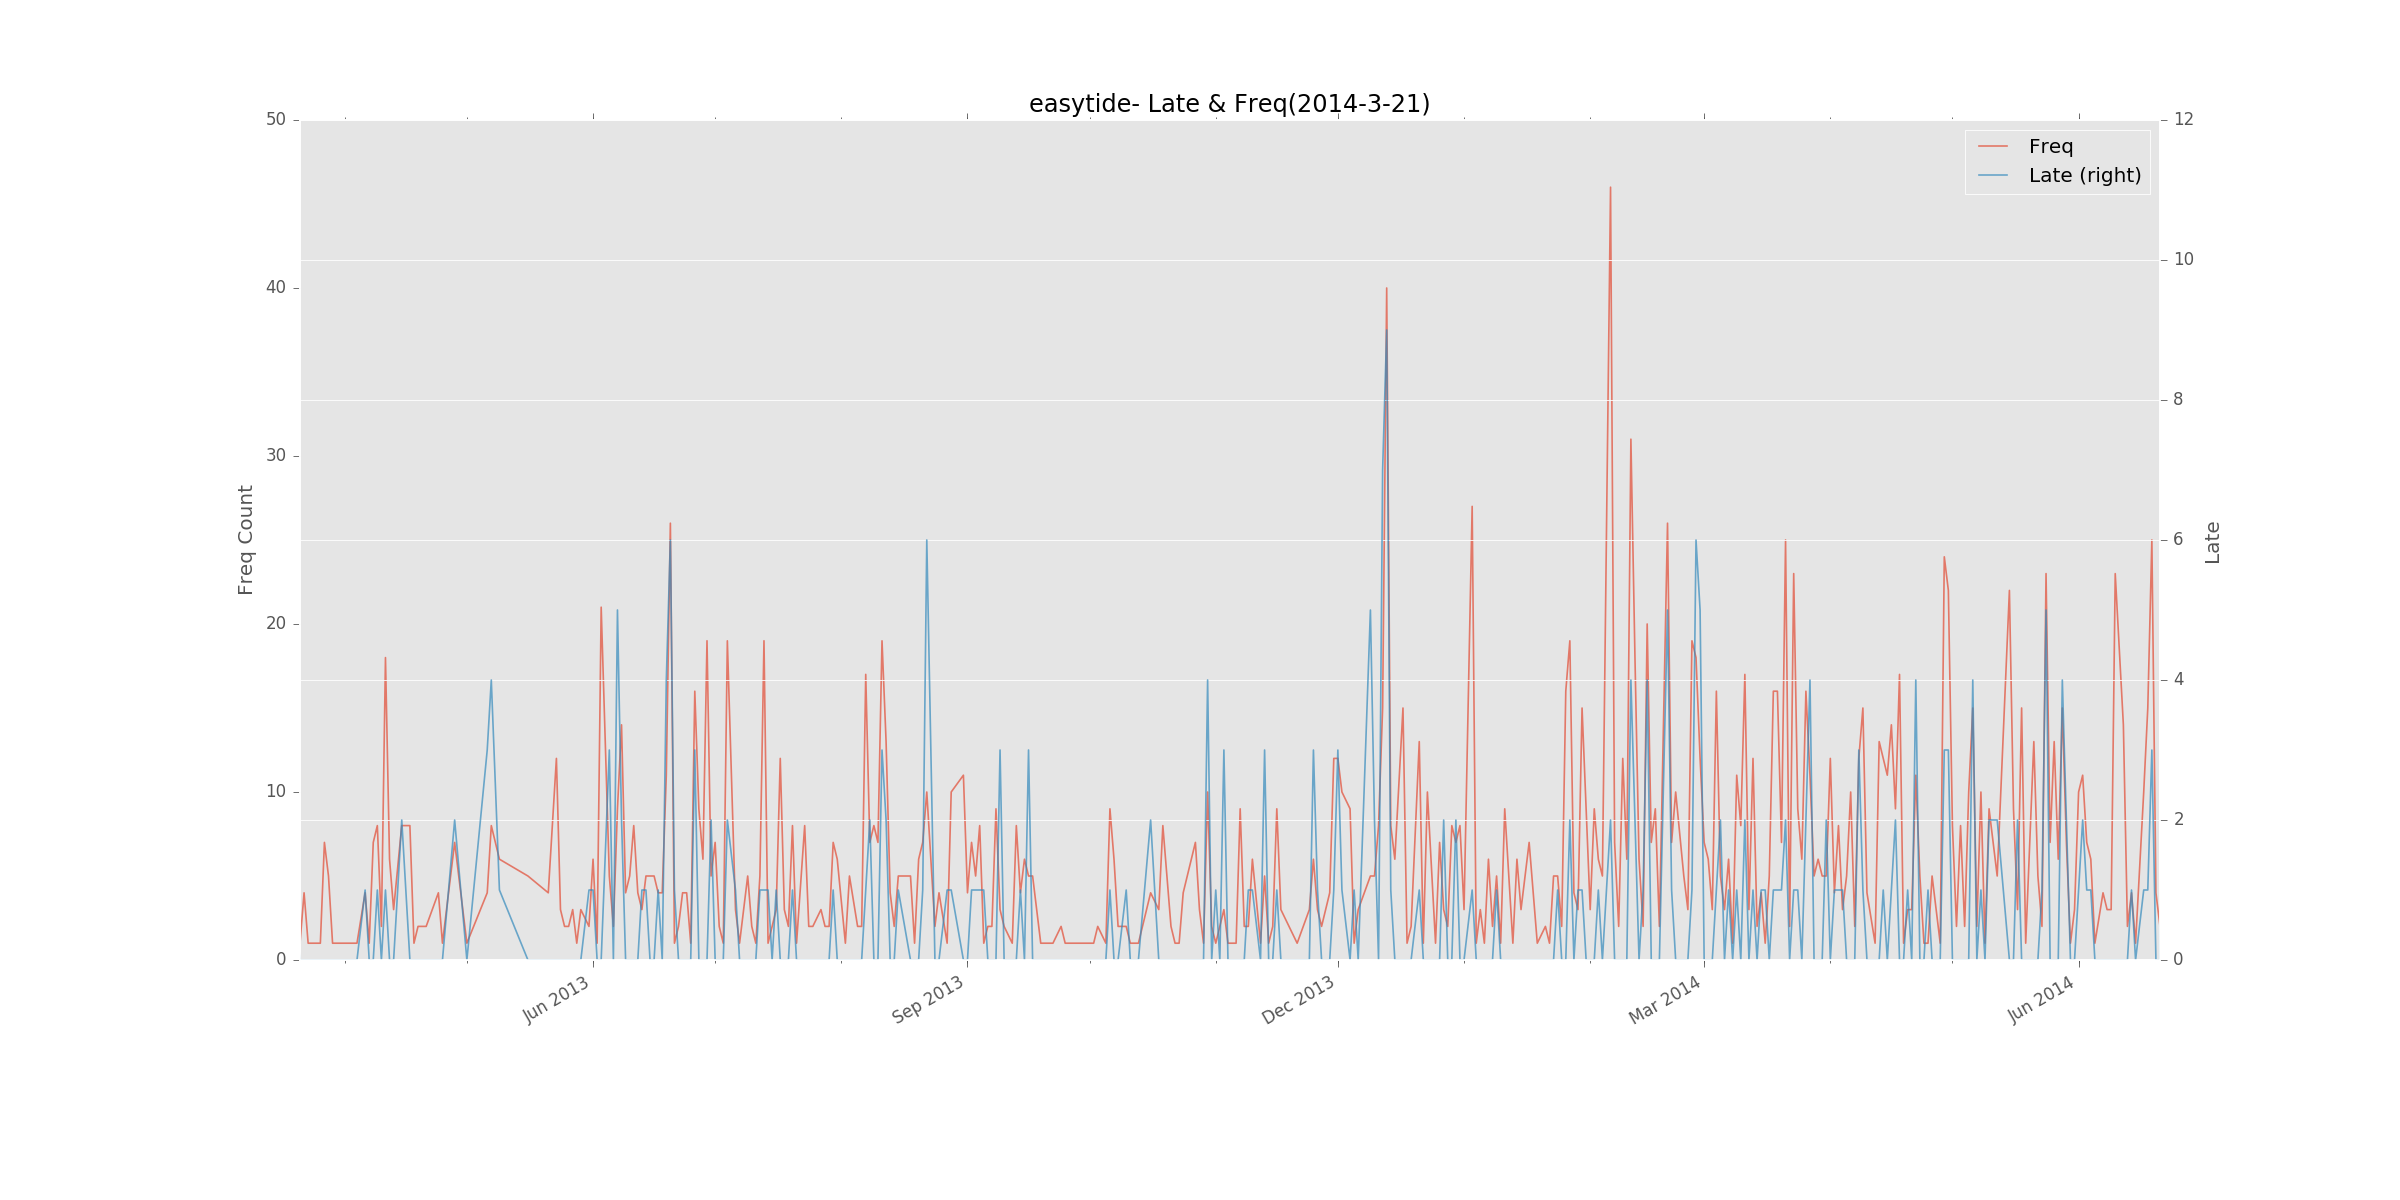 easytide- Late & Freq(2014-3-21)
Freq
Late (right)
50
40
30
20
10
0
Freq Count
12
10
8
6
4
2
0
Late
Jun 2013
Sep 2013
Dec 2013
Mar 2014
Jun 2014